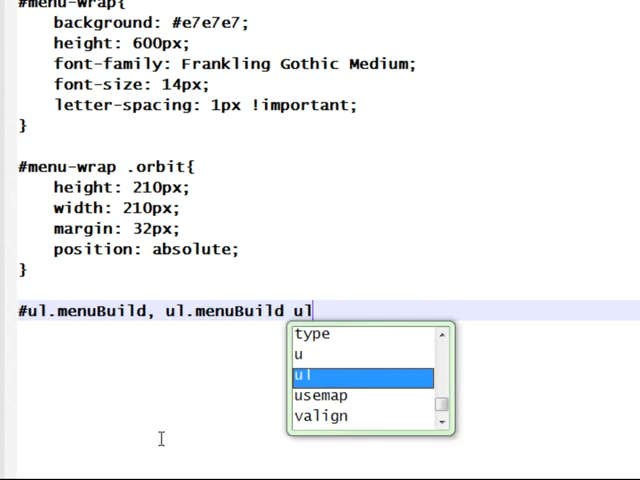 #menu-wrap{
background: #e7e7e7;
height: 600px;
font-family: Frankling Gothic Medium;
font-size: 14px;
letter-spacing: 1px !important;
}
#menu-wrap .orbit{
height: 210px;
width: 210px;
margin: 32px;
position: absolute;
}
#ul.menuBuild, ul.menuBuild ul
type
u
ul
usemap
valign